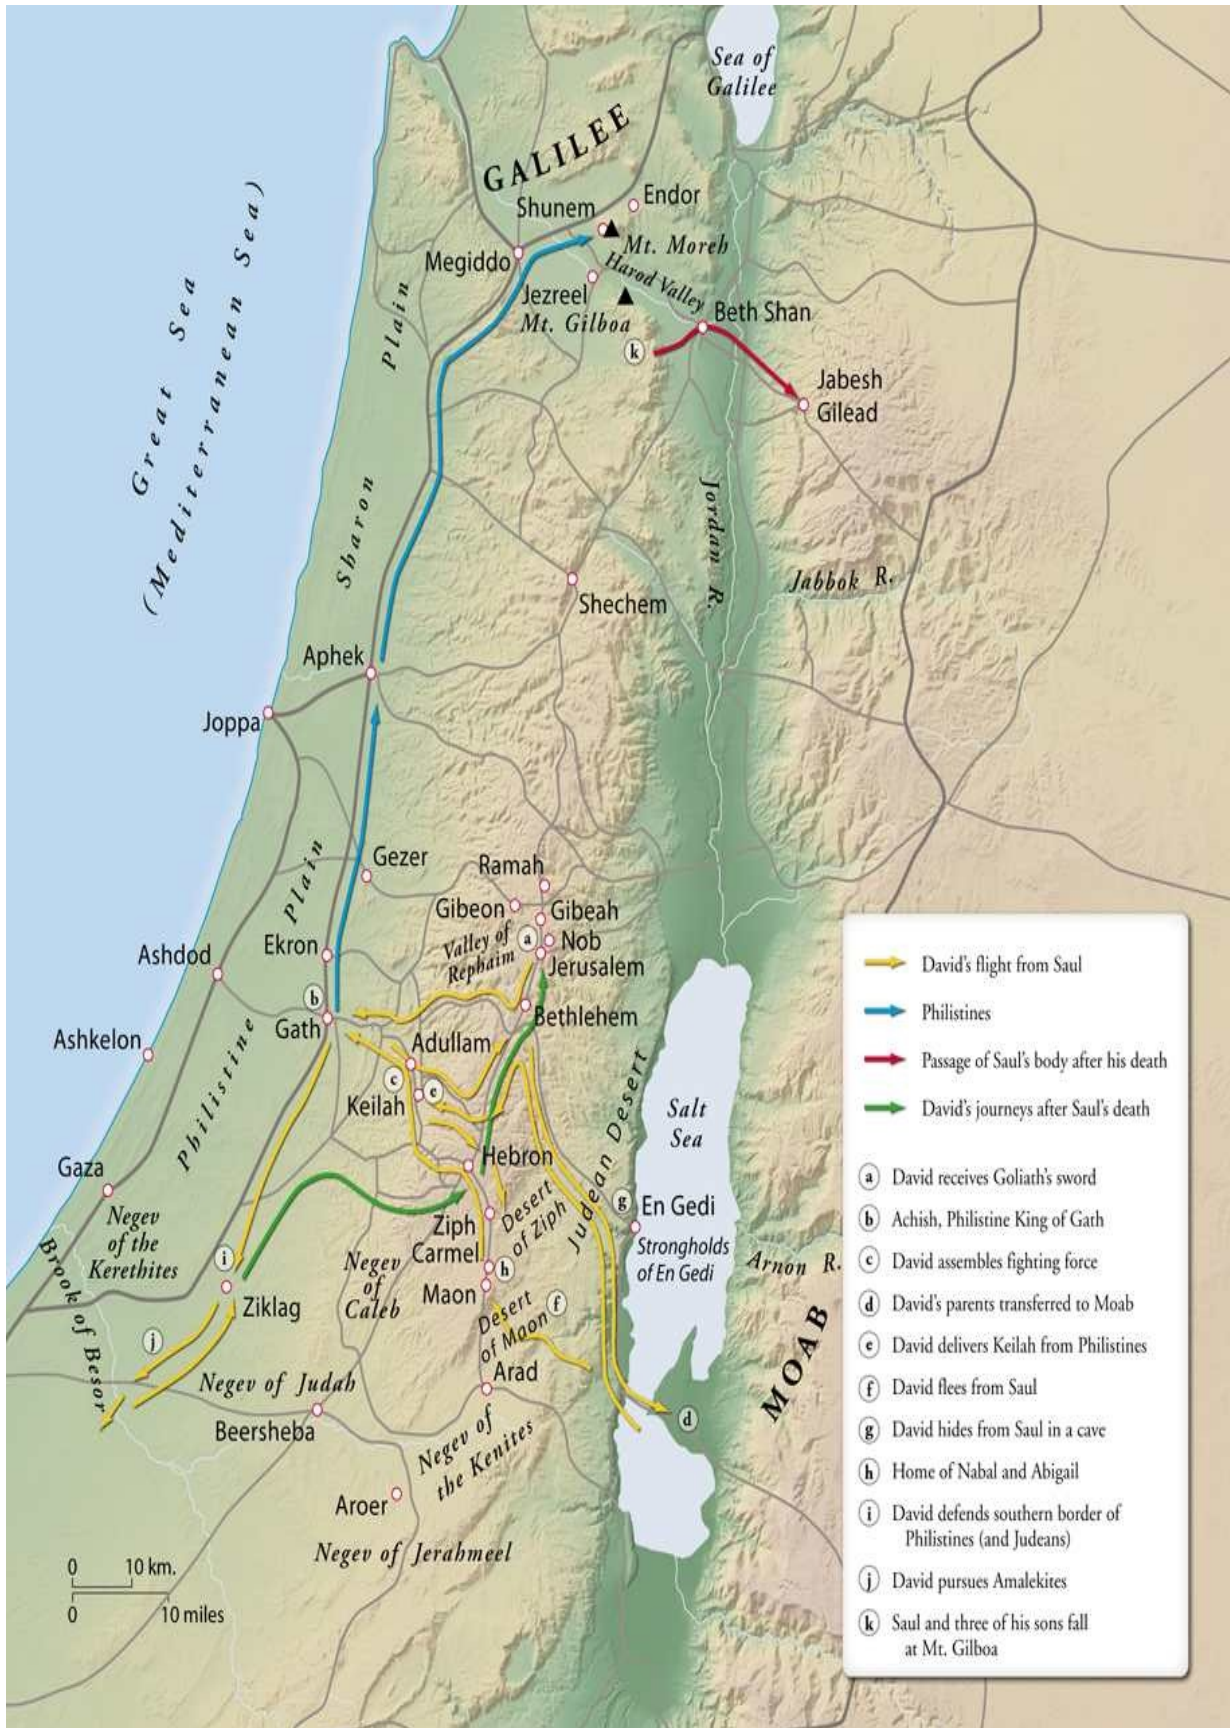 Sea of
Galilee
GALILEE
Endor
Shunem
Mt. Moreh
Megiddo
Harod Valley
Jezreel
Mt. Gilboa
Beth Shan
k
Jabesh
Gilead
Great Sea
(Mediterranean Sea)
Sharon Plain
Jordan R.
Jabbok R.
Shechem
Aphek
Joppa
Gezer
Ramah
Gibeon
Gibeah
Valley of
Rephaim
a
Nob
Jerusalem
Ekron
Ashdod
b
Gath
Bethlehem
Ashkelon
Adullam
c
e
Keilah
Philistine Plain
Judean Desert
Salt
Sea
Gaza
Hebron
Negev
of the
Kerethites
Desert
of Ziph
g
En Gedi
Strongholds
of En Gedi
Ziph
Carmel
h
Maon
Arnon R.
i
Ziklag
Negev
of
Caleb
Desert
of Maon
f
Brook of Besor
j
MOAB
Negev of Judah
Arad
d
Beersheba
Negev of
the Kenites
Aroer
Negev of Jerahmeel
0 10 km.
0 10 miles
David's flight from Saul
Philistines
Passage of Saul's body after his death
David's journeys after Saul's death
a David receives Goliath's sword
b Achish, Philistine King of Gath
c David assembles fighting force
d David's parents transferred to Moab
e David delivers Keilah from Philistines
f David flees from Saul
g David hides from Saul in a cave
h Home of Nabal and Abigail
i David defends southern border of
Philistines (and Judeans)
j David pursues Amalekites
k Saul and three of his sons fall
at Mt. Gilboa